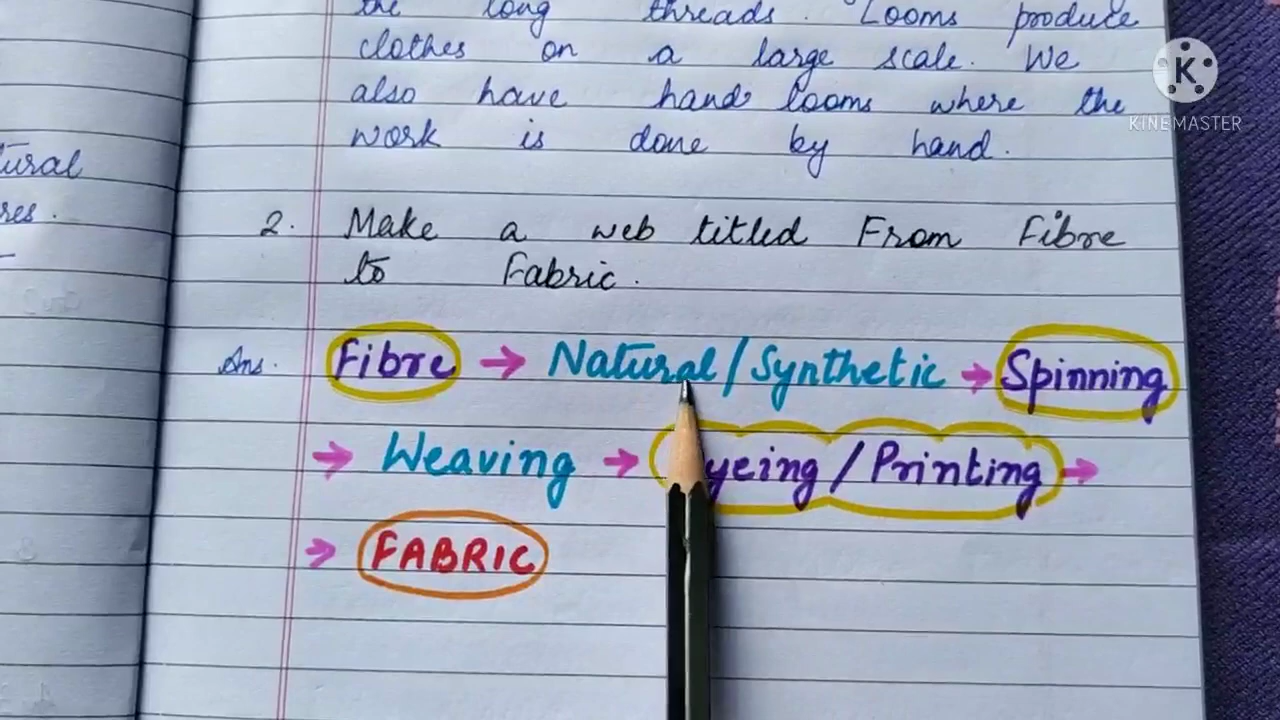 the long threads. Looms produce
clothes on a large scale. We
also have hand looms where the
work is done by hand.
tural
res.
2. Make a web titled From Fibre
to Fabric.
Ans. Fibre → Natural/Synthetic → Spinning
→ Weaving → yeing / Printing →
→ FABRIC
K
KINEMASTER